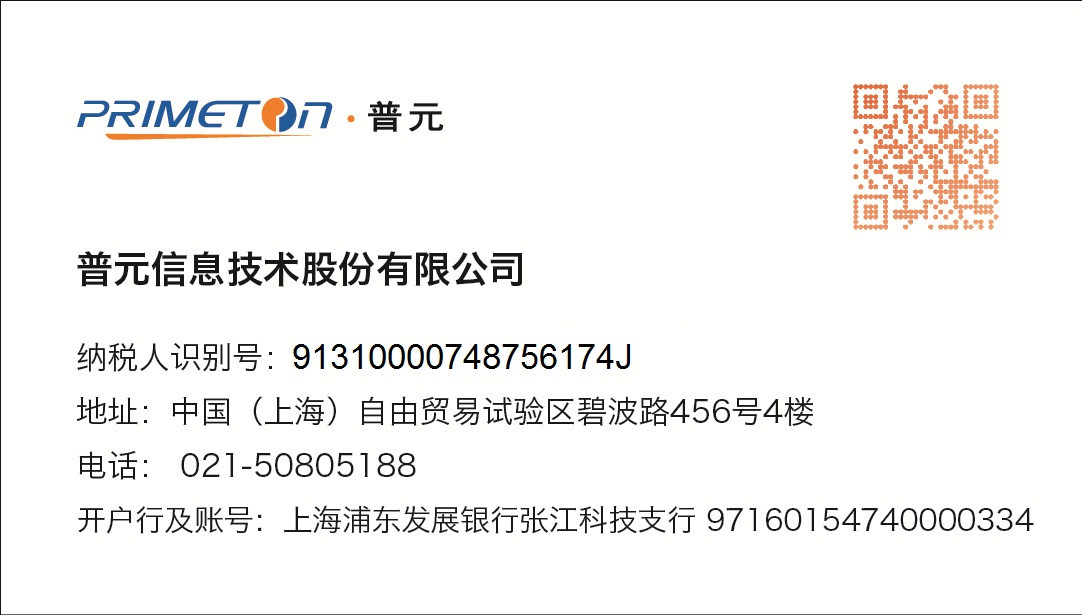 PRIMETON · 普元
普元信息技术股份有限公司
纳税人识别号：91310000748756174J
地址：中国（上海）自由贸易试验区碧波路456号4楼
电话： 021-50805188
开户行及账号：上海浦东发展银行张江科技支行 97160154740000334